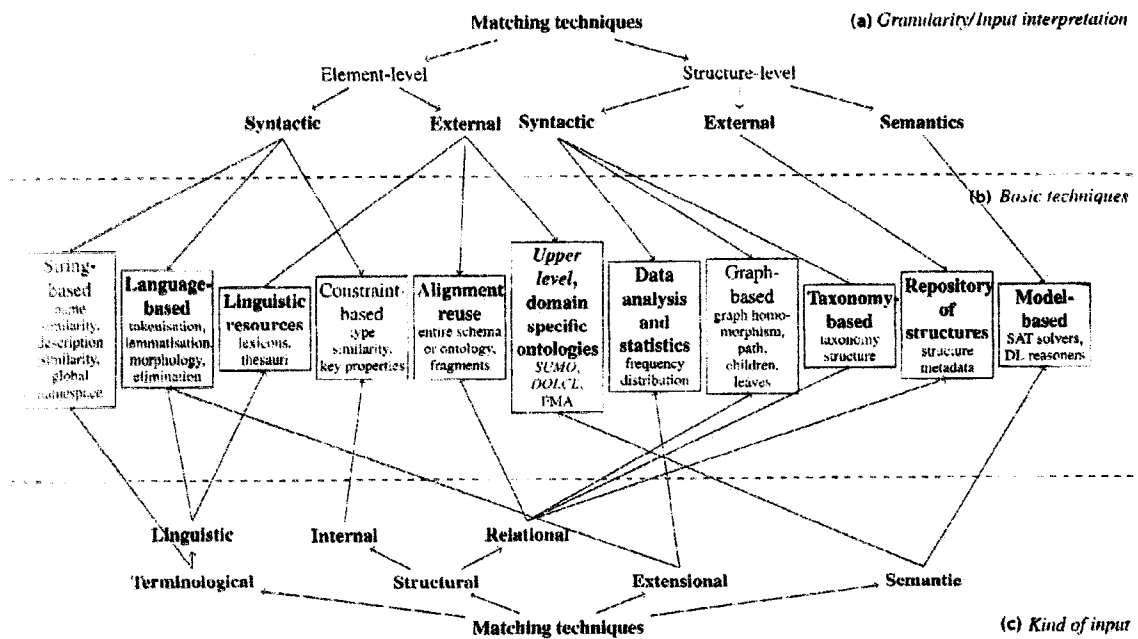 Matching techniques
(a) Granularity/Input interpretation
Element-level
Structure-level
Syntactic
External
Syntactic
External
Semantics
(b) Basic techniques
String-
based
name
similarity,
description
similarity,
global
namespace
Language-
based
tokenisation,
lemmatisation,
morphology,
elimination
Linguistic
resources
lexicons,
thesauri
Constraint-
based
type
similarity,
key properties
Alignment
reuse
entire schema
or ontology,
fragments
Upper
level,
domain
specific
ontologies
SUMO,
DOLCE,
FMA
Data
analysis
and
statistics
frequency
distribution
Graph-
based
graph homo-
morphism,
path,
children,
leaves
Taxonomy-
based
taxonomy
structure
Repository
of
structures
structure
metadata
Model-
based
SAT solvers,
DL reasoners
Linguistic
Internal
Relational
Terminological
Structural
Extensional
Semantic
Matching techniques
(c) Kind of input